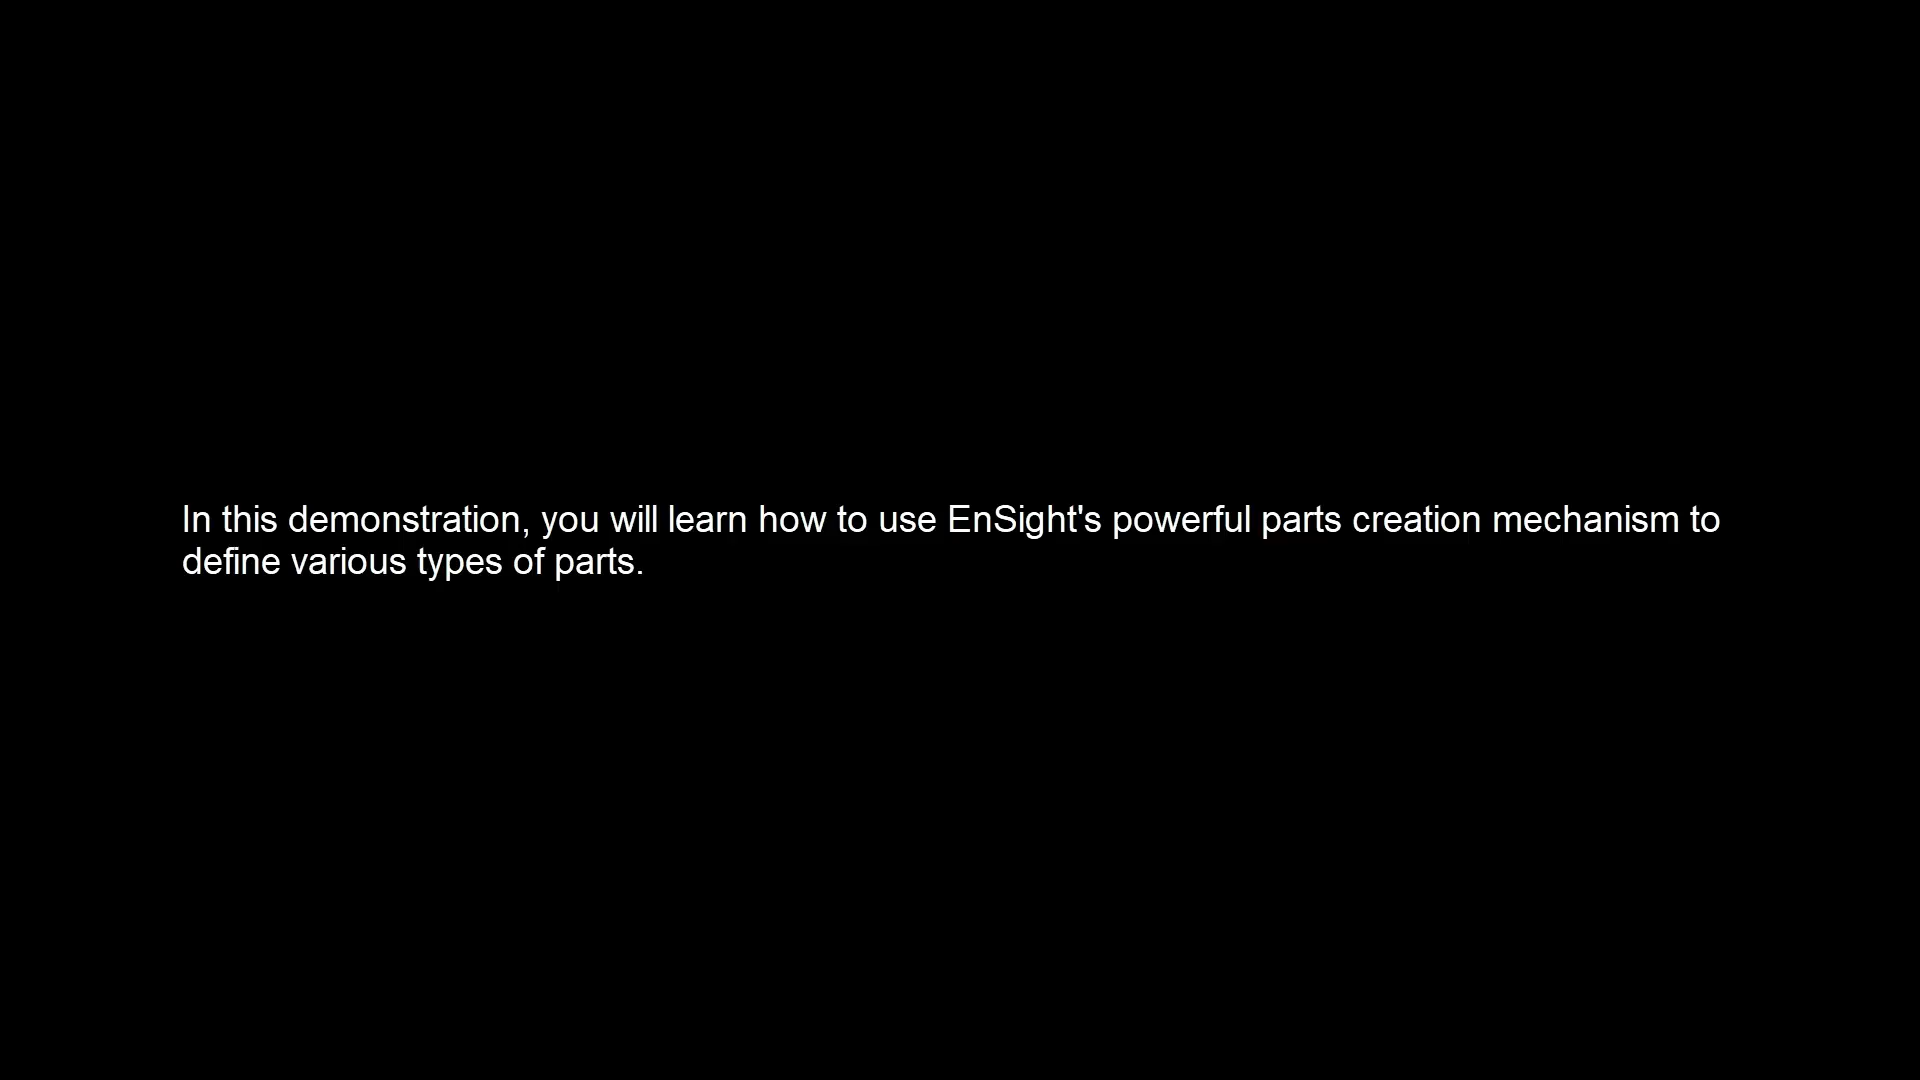 In this demonstration, you will learn how to use EnSight's powerful parts creation mechanism to
define various types of parts.